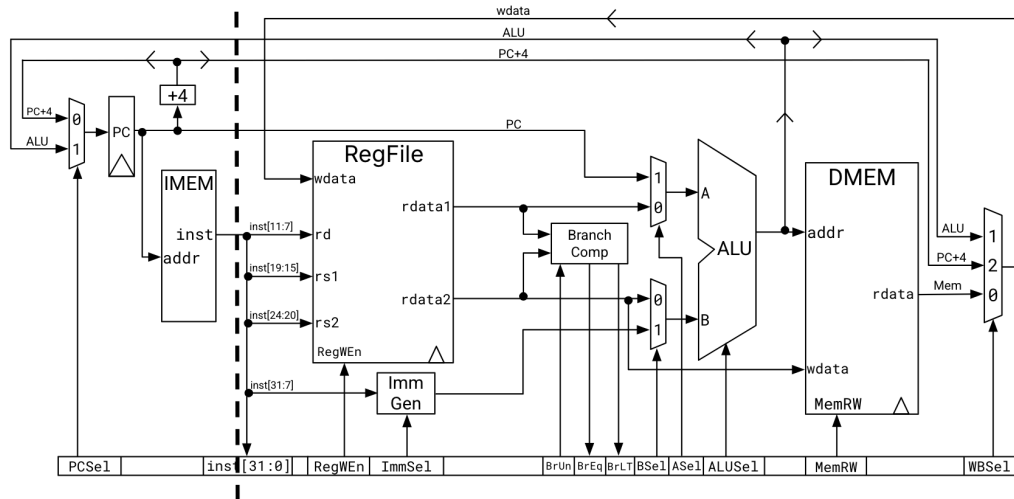 wdata
ALU
PC+4
+4
PC+4
0
ALU
1
PC
PC
IMEM
inst
addr
RegFile
wdata
rdata1
inst[11:7]
rd
inst[19:15]
rs1
rdata2
inst[24:20]
rs2
RegWEn
inst[31:7]
Imm
Gen
Branch
Comp
1
0
0
1
A
B
ALU
DMEM
addr
rdata
wdata
MemRW
ALU
1
PC+4
2
Mem
0
PCSel
inst[31:0]
RegWEn
ImmSel
BrUn
BrEq
BrLT
BSel
ASel
ALUSel
MemRW
WBSel